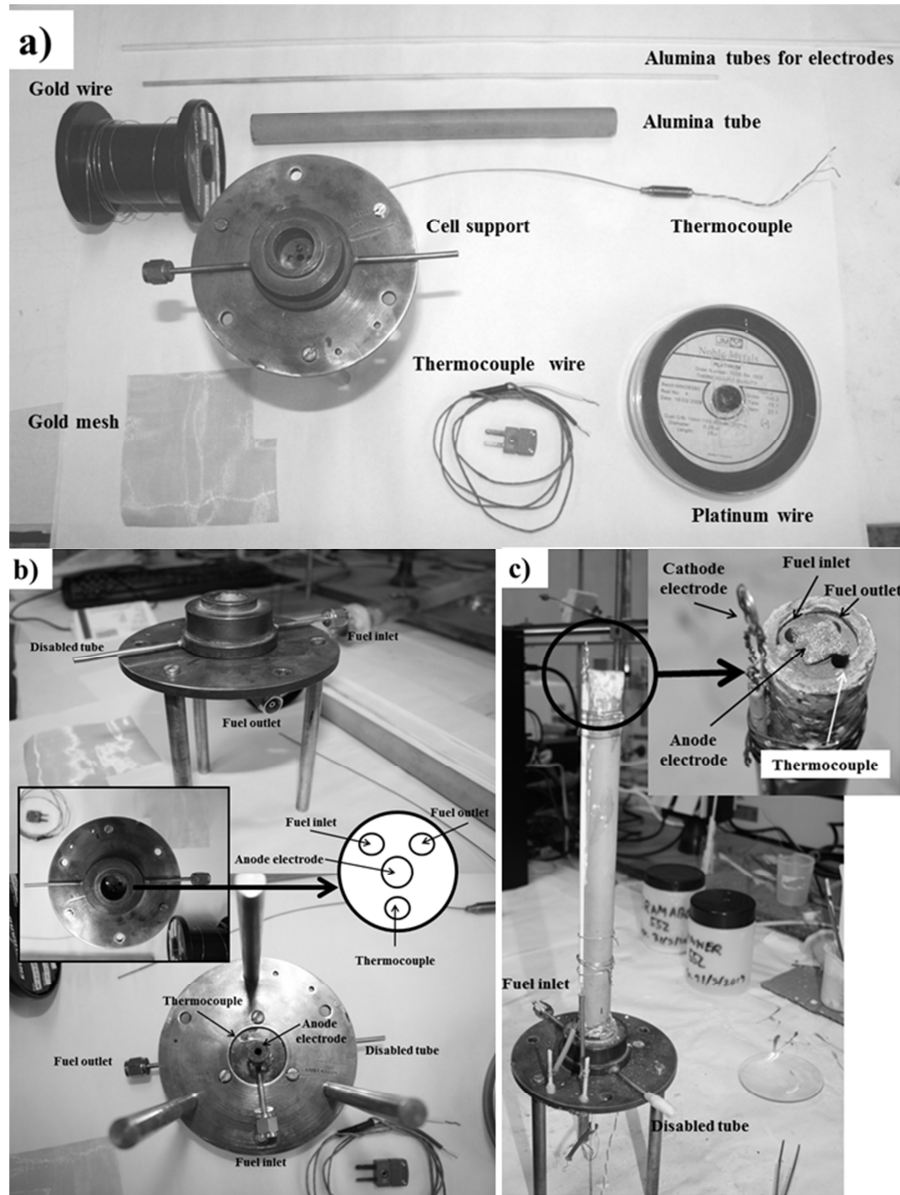 a)
Alumina tubes for electrodes
Gold wire
Alumina tube
Cell support
Thermocouple
Thermocouple wire
Noble Metals
PLATINUM
Gold mesh
Platinum wire
b)
Disabled tube
Fuel inlet
Fuel outlet
Fuel inlet
Fuel outlet
Anode electrode
Thermocouple
Thermocouple
Anode
electrode
Fuel outlet
Disabled tube
Fuel inlet
c)
Cathode
electrode
Fuel inlet
Fuel outlet
Anode
electrode
Thermocouple
Fuel inlet
Disabled tube